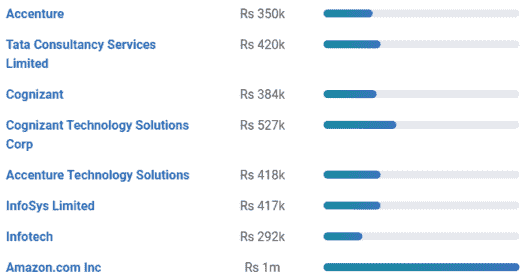 Accenture Rs 350k
Tata Consultancy Services Rs 420k
Limited
Cognizant Rs 384k
Cognizant Technology Solutions Rs 527k
Corp
Accenture Technology Solutions Rs 418k
InfoSys Limited Rs 417k
Infotech Rs 292k
Amazon.com Inc Rs 1m